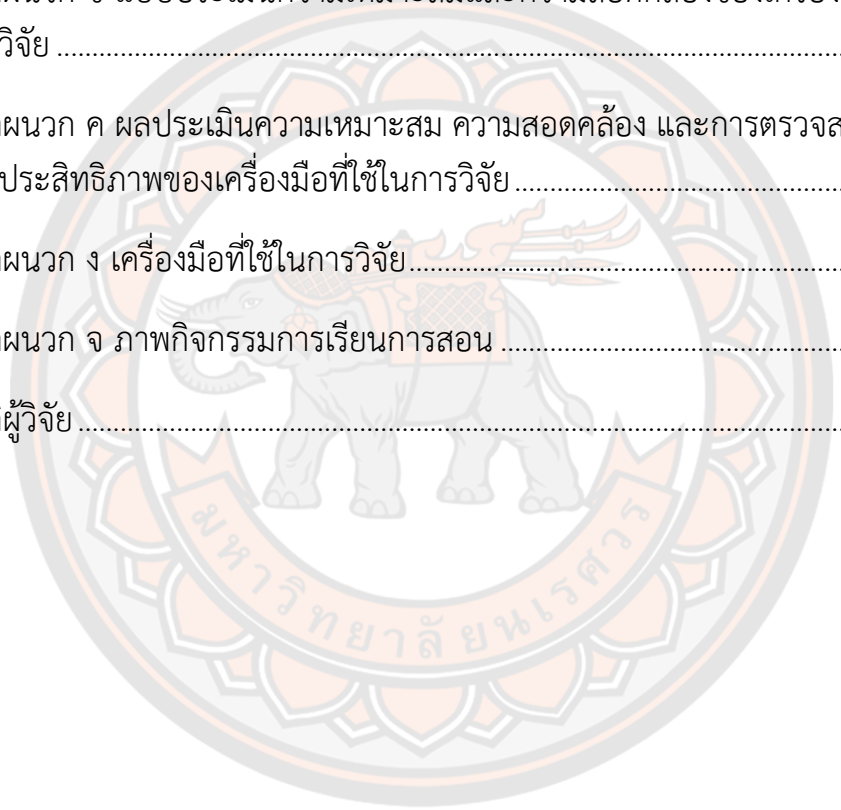 วิจัย ........................................................
ผนวก ค ผลประเมินความเหมาะสม ความสอดคล้อง และการตรวจส
ประสิทธิภาพของเครื่องมือที่ใช้ในการวิจัย ........................................
ผนวก ง เครื่องมือที่ใช้ในการวิจัย ........................................
ผนวก จ ภาพกิจกรรมการเรียนการสอน ........................................
ผู้วิจัย ........................................................
มหาวิทยาลัยนเรศวร